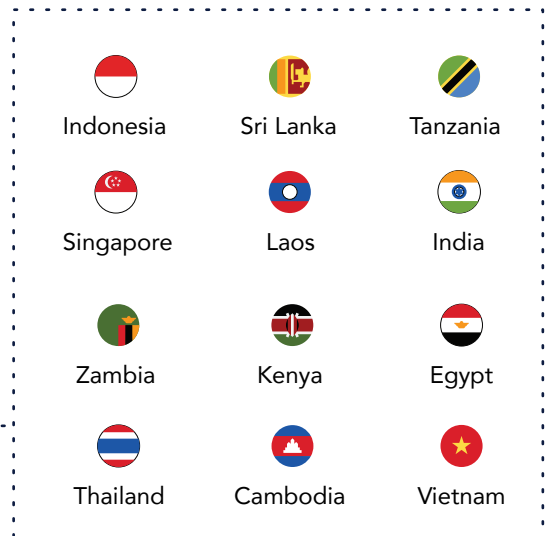 Indonesia Sri Lanka Tanzania
Singapore Laos India
Zambia Kenya Egypt
Thailand Cambodia Vietnam